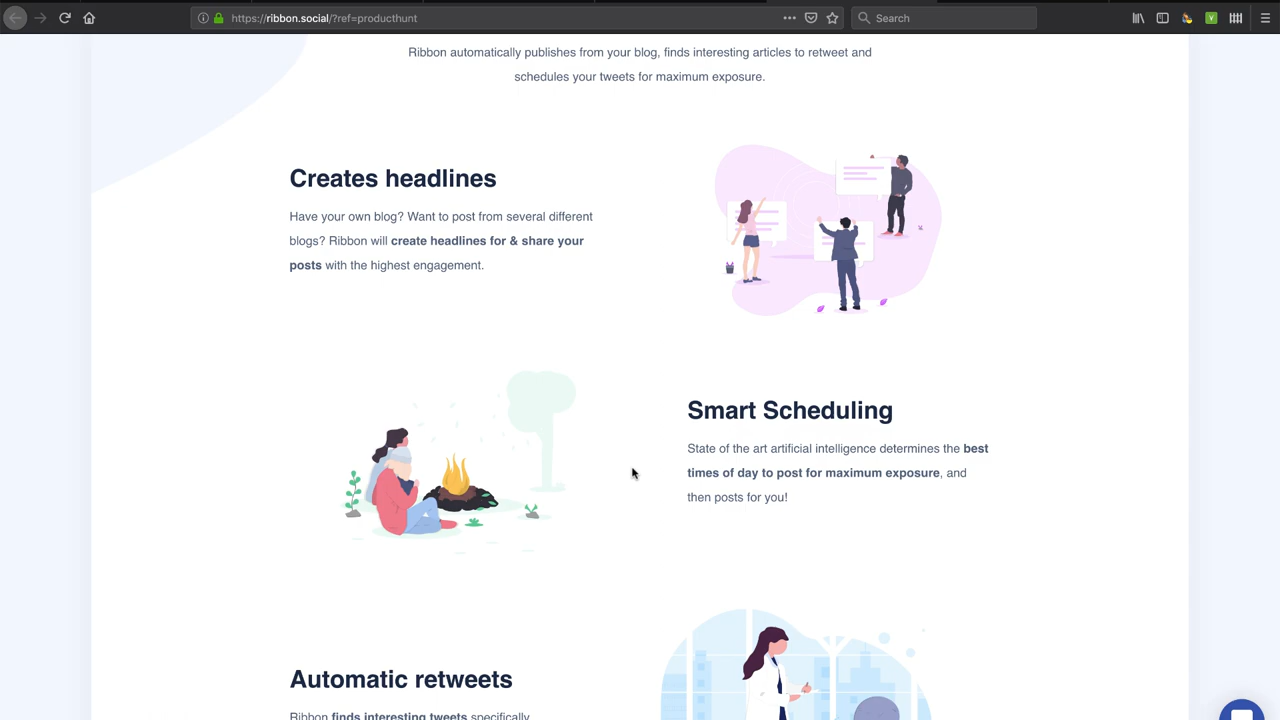 https://ribbon.social/?ref=producthunt
Search
Ribbon automatically publishes from your blog, finds interesting articles to retweet and
schedules your tweets for maximum exposure.
Creates headlines
Have your own blog? Want to post from several different
blogs? Ribbon will create headlines for & share your
posts with the highest engagement.
Smart Scheduling
State of the art artificial intelligence determines the best
times of day to post for maximum exposure, and
then posts for you!
Automatic retweets
Ribbon finds interesting tweets specifically